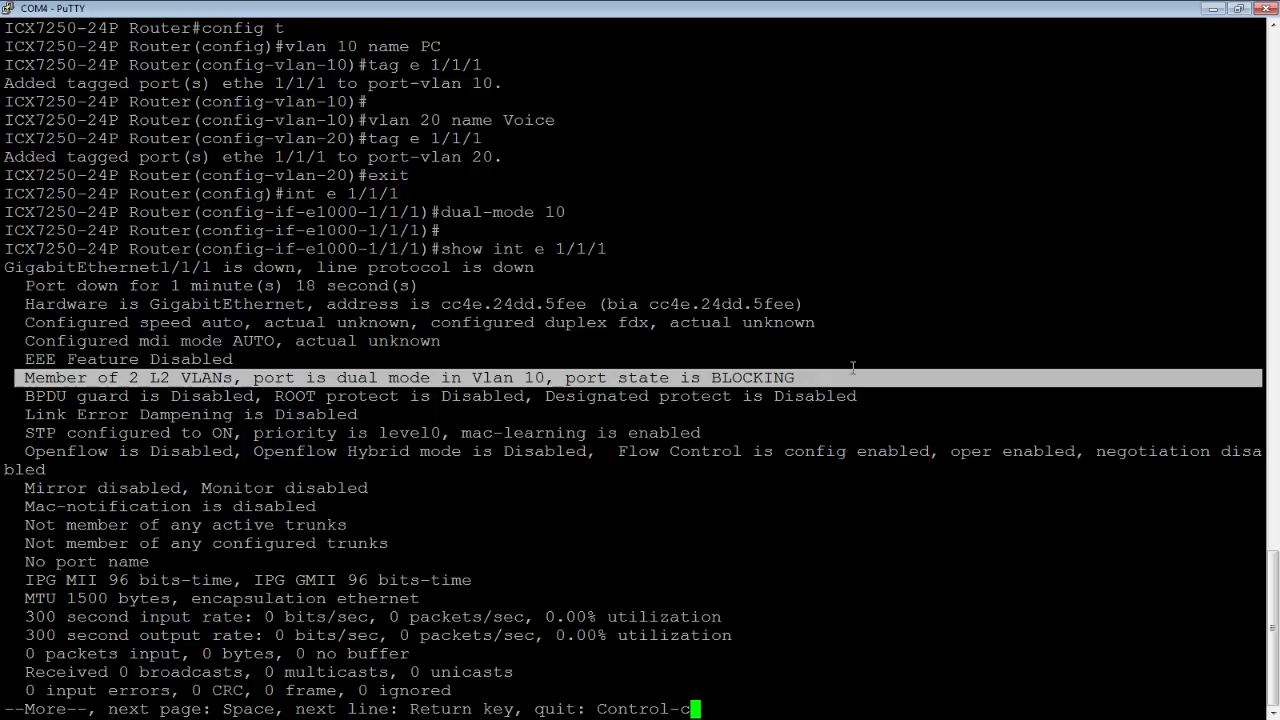 COM4 - PuTTY
ICX7250-24P Router#config t
ICX7250-24P Router(config)#vlan 10 name PC
ICX7250-24P Router(config-vlan-10)#tag e 1/1/1
Added tagged port(s) ethe 1/1/1 to port-vlan 10.
ICX7250-24P Router(config-vlan-10)#
ICX7250-24P Router(config-vlan-10)#vlan 20 name Voice
ICX7250-24P Router(config-vlan-20)#tag e 1/1/1
Added tagged port(s) ethe 1/1/1 to port-vlan 20.
ICX7250-24P Router(config-vlan-20)#exit
ICX7250-24P Router(config)#int e 1/1/1
ICX7250-24P Router(config-if-e1000-1/1/1)#dual-mode 10
ICX7250-24P Router(config-if-e1000-1/1/1)#
ICX7250-24P Router(config-if-e1000-1/1/1)#show int e 1/1/1
GigabitEthernet1/1/1 is down, line protocol is down
  Port down for 1 minute(s) 18 second(s)
  Hardware is GigabitEthernet, address is cc4e.24dd.5fee (bia cc4e.24dd.5fee)
  Configured speed auto, actual unknown, configured duplex fdx, actual unknown
  Configured mdi mode AUTO, actual unknown
  EEE Feature Disabled
  Member of 2 L2 VLANs, port is dual mode in Vlan 10, port state is BLOCKING
  BPDU guard is Disabled, ROOT protect is Disabled, Designated protect is Disabled
  Link Error Dampening is Disabled
  STP configured to ON, priority is level0, mac-learning is enabled
  Openflow is Disabled, Openflow Hybrid mode is Disabled,  Flow Control is config enabled, oper enabled, negotiation disa
bled
  Mirror disabled, Monitor disabled
  Mac-notification is disabled
  Not member of any active trunks
  Not member of any configured trunks
  No port name
  IPG MII 96 bits-time, IPG GMII 96 bits-time
  MTU 1500 bytes, encapsulation ethernet
  300 second input rate: 0 bits/sec, 0 packets/sec, 0.00% utilization
  300 second output rate: 0 bits/sec, 0 packets/sec, 0.00% utilization
  0 packets input, 0 bytes, 0 no buffer
  Received 0 broadcasts, 0 multicasts, 0 unicasts
  0 input errors, 0 CRC, 0 frame, 0 ignored
--More--, next page: Space, next line: Return key, quit: Control-c